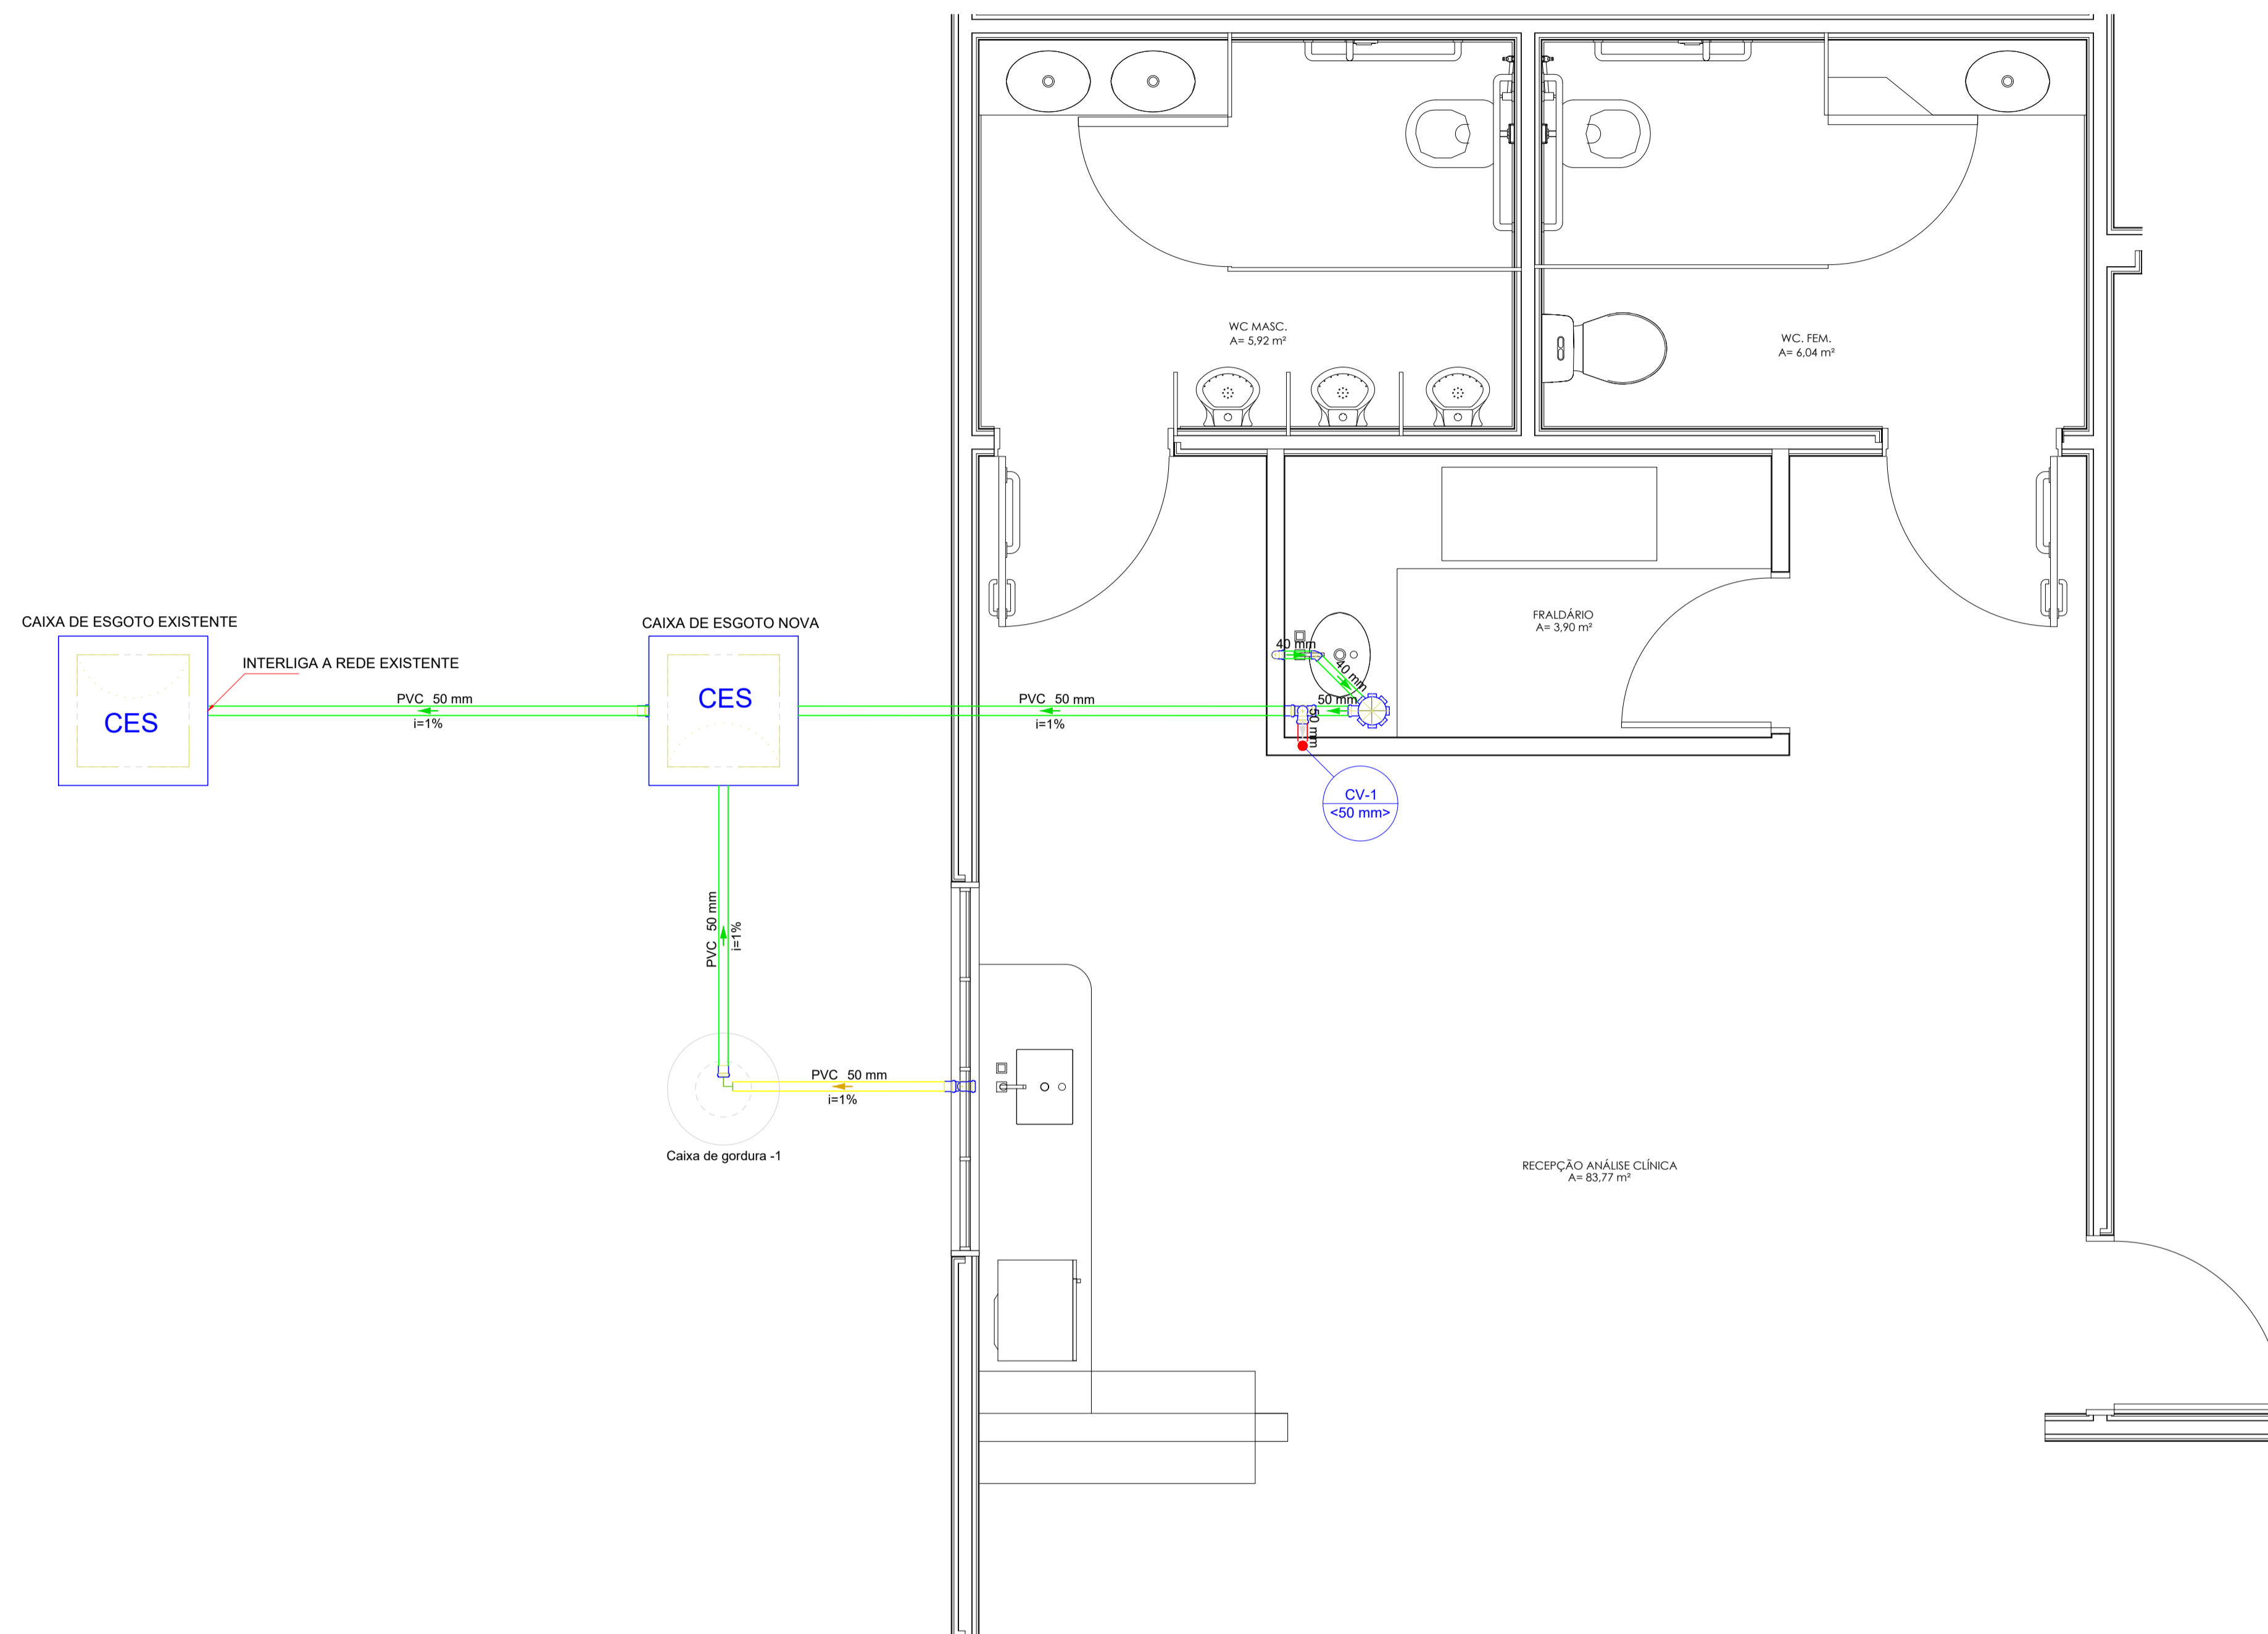 WC MASC.
A= 5,92 m²
WC. FEM.
A= 6,04 m²
FRALDÁRIO
A= 3,90 m²
CAIXA DE ESGOTO EXISTENTE
CAIXA DE ESGOTO NOVA
INTERLIGA A REDE EXISTENTE
CES
CES
PVC 50 mm
i=1%
PVC 50 mm
i=1%
40 mm
40 mm
50 mm
50 mm
CV-1
<50 mm>
PVC 50 mm
i=1%
PVC 50 mm
i=1%
Caixa de gordura -1
RECEPÇÃO ANÁLISE CLÍNICA
A= 83,77 m²